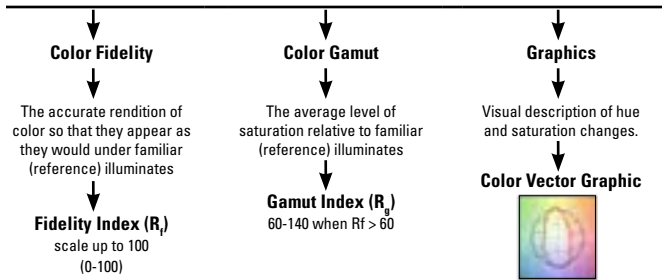 Color Fidelity
The accurate rendition of
color so that they appear as
they would under familiar
(reference) illuminates
Fidelity Index (Rf)
scale up to 100
(0-100)
Color Gamut
The average level of
saturation relative to familiar
(reference) illuminates
Gamut Index (Rg)
60-140 when Rf > 60
Graphics
Visual description of hue
and saturation changes.
Color Vector Graphic